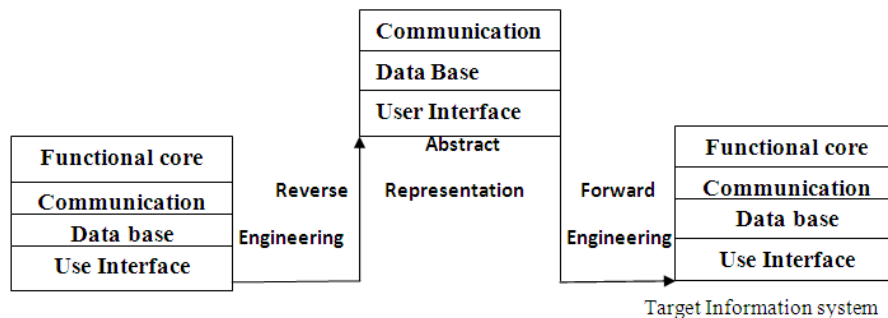 Communication
Data Base
User Interface
Abstract
Representation
Functional core
Communication
Data base
Use Interface
Reverse
Engineering
Forward
Engineering
Functional core
Communication
Data base
Use Interface
Target Information system